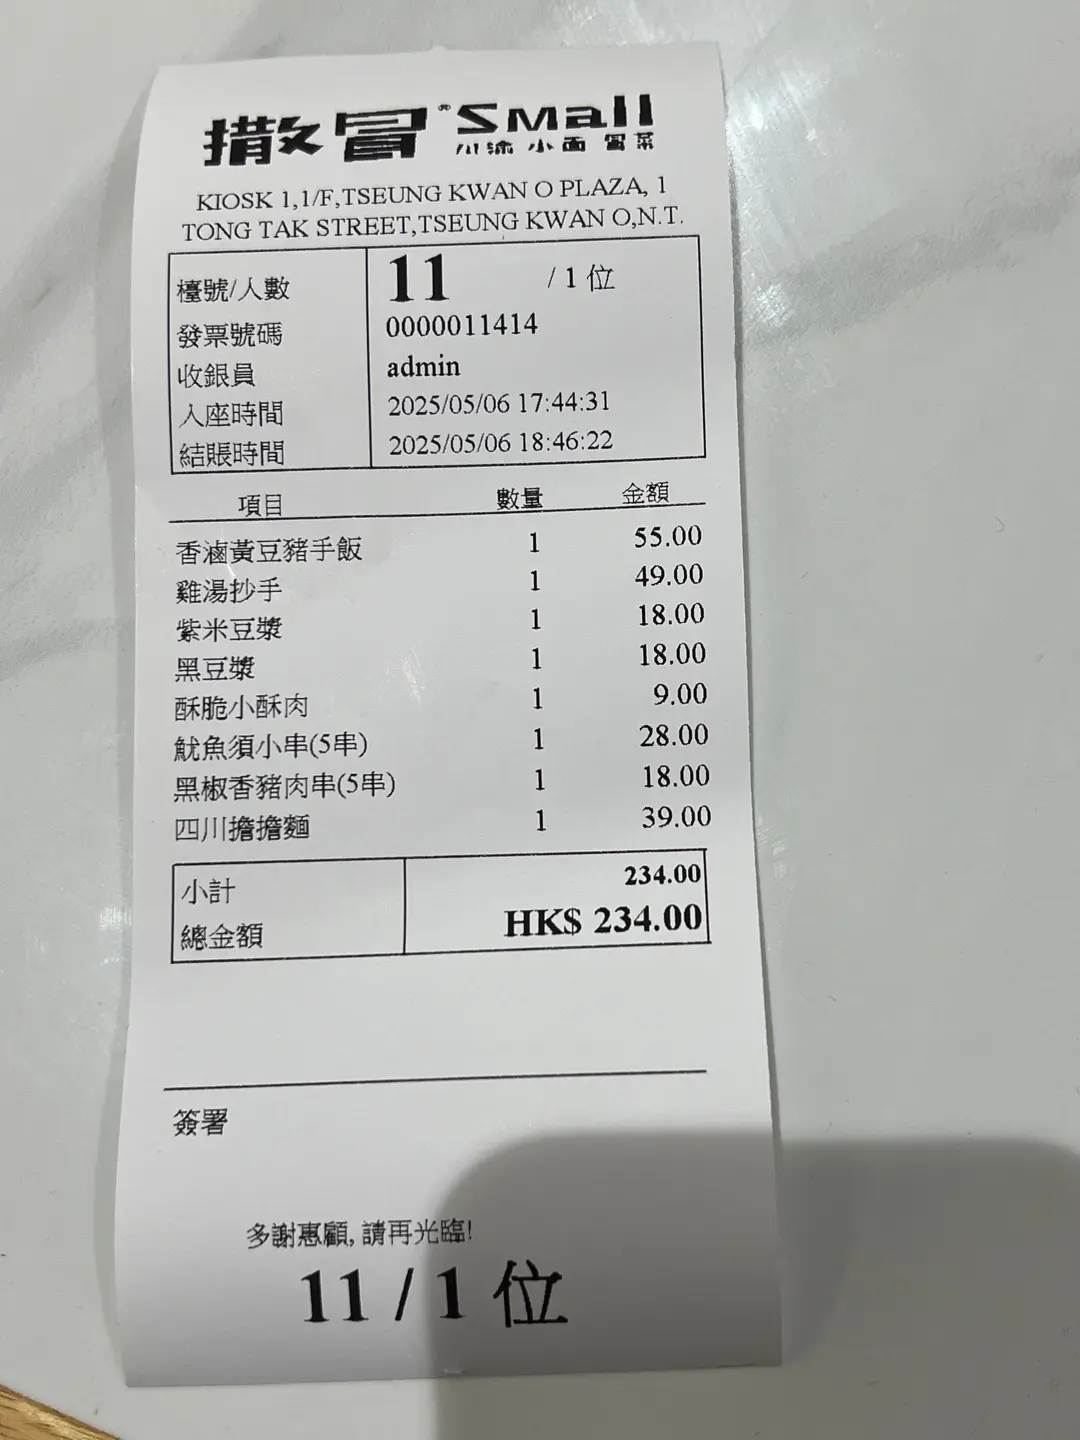 撒冒®Small
川渝小面 冒菜
KIOSK 1,1/F,TSEUNG KWAN O PLAZA, 1
TONG TAK STREET,TSEUNG KWAN O,N.T.
檯號/人數 11 / 1 位
發票號碼 0000011414
收銀員 admin
入座時間 2025/05/06 17:44:31
結賬時間 2025/05/06 18:46:22
項目 數量 金額
香滷黃豆豬手飯 1 55.00
雞湯抄手 1 49.00
紫米豆漿 1 18.00
黑豆漿 1 18.00
酥脆小酥肉 1 9.00
魷魚須小串(5串) 1 28.00
黑椒香豬肉串(5串) 1 18.00
四川擔擔麵 1 39.00
小計 234.00
總金額 HK$ 234.00
簽署
多謝惠顧, 請再光臨!
11 / 1 位